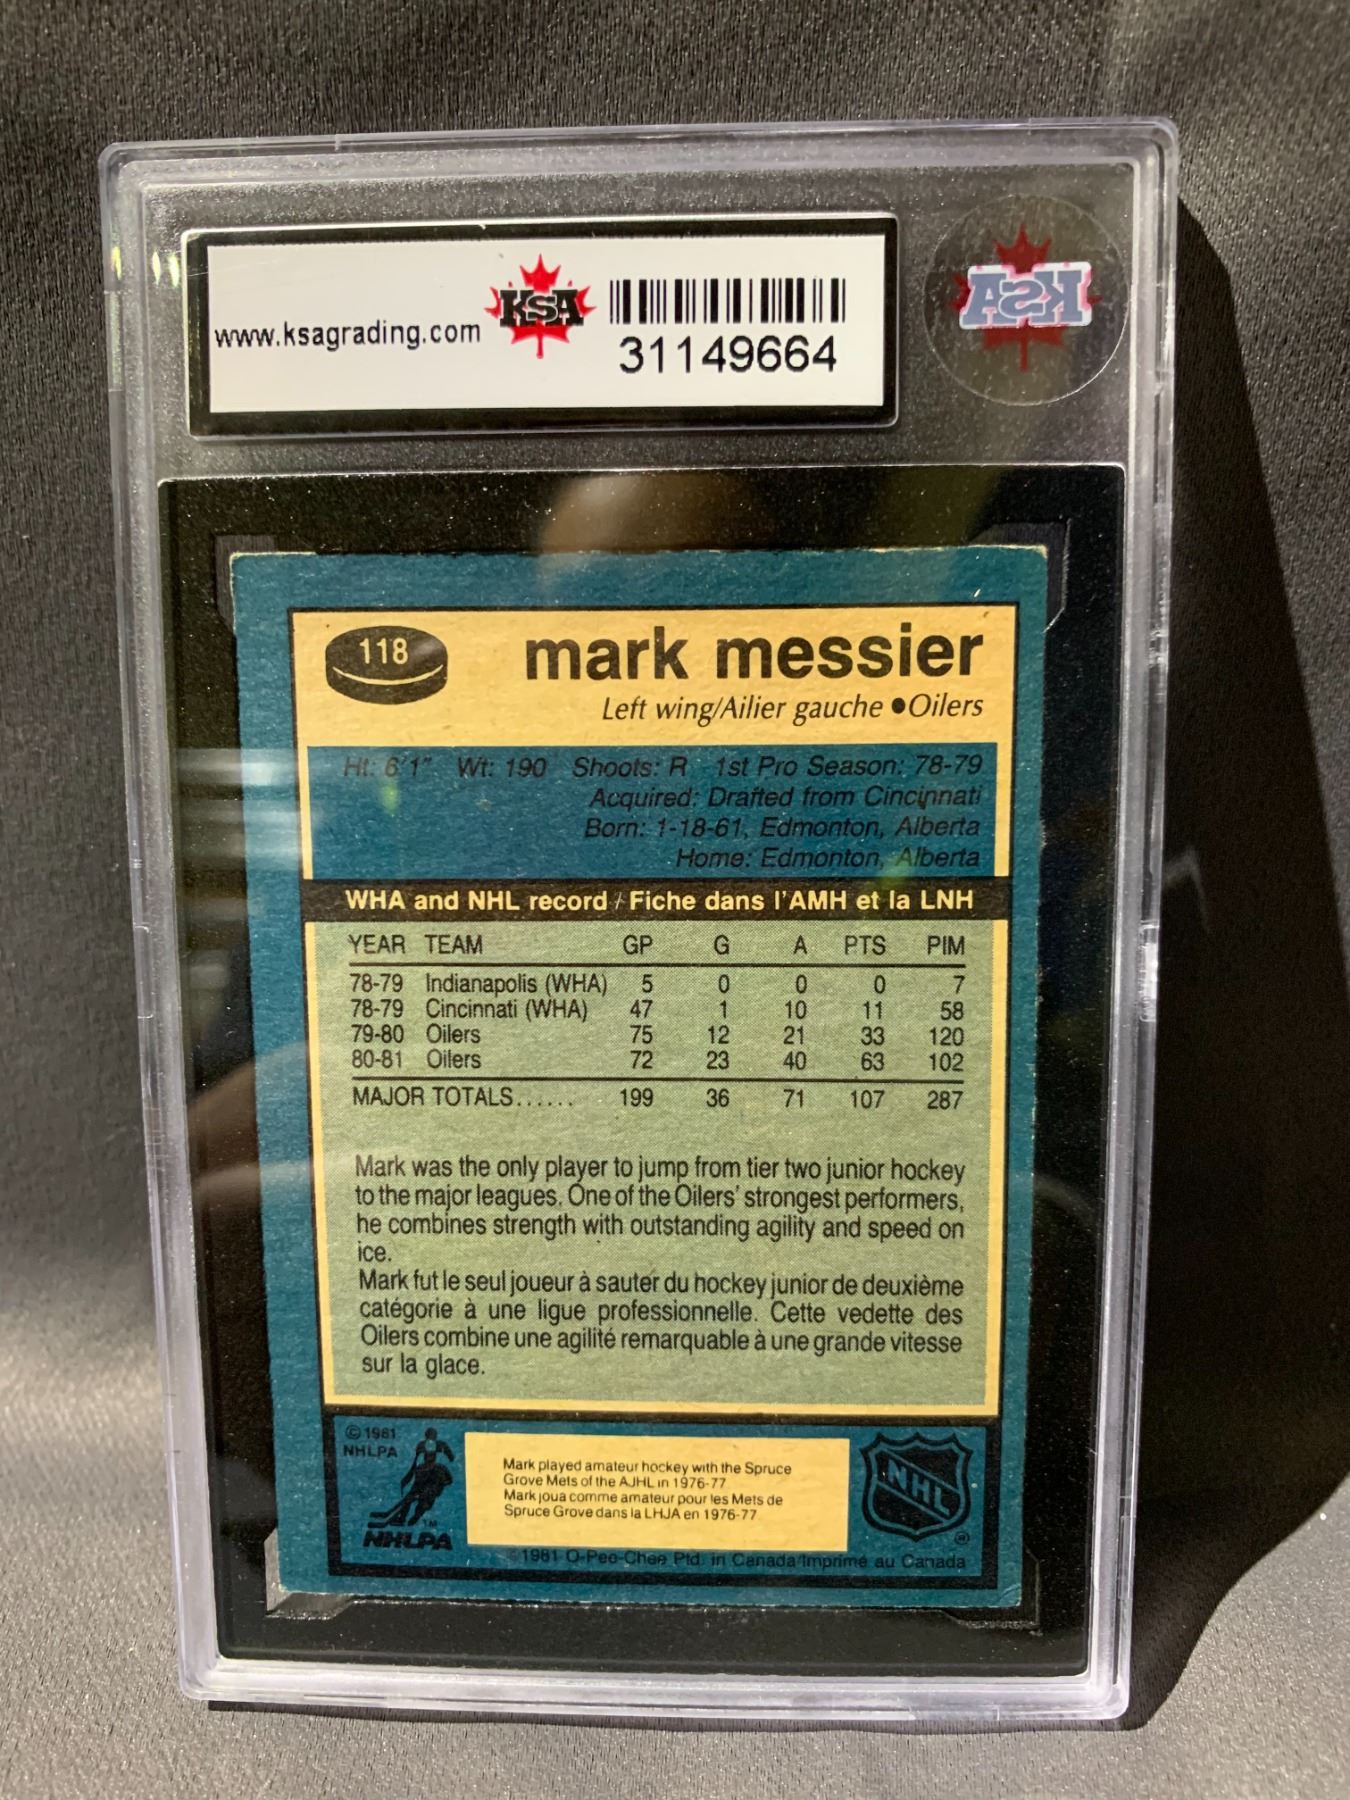 www.ksagrading.com KSA
31149664
KSA
118
mark messier
Left wing/Ailier gauche ●Oilers
Ht: 6'1" Wt: 190 Shoots: R 1st Pro Season: 78-79
Acquired: Drafted from Cincinnati
Born: 1-18-61, Edmonton, Alberta
Home: Edmonton, Alberta
WHA and NHL record / Fiche dans l'AMH et la LNH
YEAR TEAM GP G A PTS PIM
78-79 Indianapolis (WHA) 5 0 0 0 7
78-79 Cincinnati (WHA) 47 1 10 11 58
79-80 Oilers 75 12 21 33 120
80-81 Oilers 72 23 40 63 102
MAJOR TOTALS...... 199 36 71 107 287
Mark was the only player to jump from tier two junior hockey
to the major leagues. One of the Oilers' strongest performers,
he combines strength with outstanding agility and speed on
ice.
Mark fut le seul joueur à sauter du hockey junior de deuxième
catégorie à une ligue professionnelle. Cette vedette des
Oilers combine une agilité remarquable à une grande vitesse
sur la glace.
© 1981
NHLPA
TM
NHLPA
Mark played amateur hockey with the Spruce
Grove Mets of the AJHL in 1976-77
Mark joua comme amateur pour les Mets de
Spruce Grove dans la LHJA en 1976-77
NHL
®
©1981 O-Pee-Chee Ptd. in Canada/Imprimé au Canada